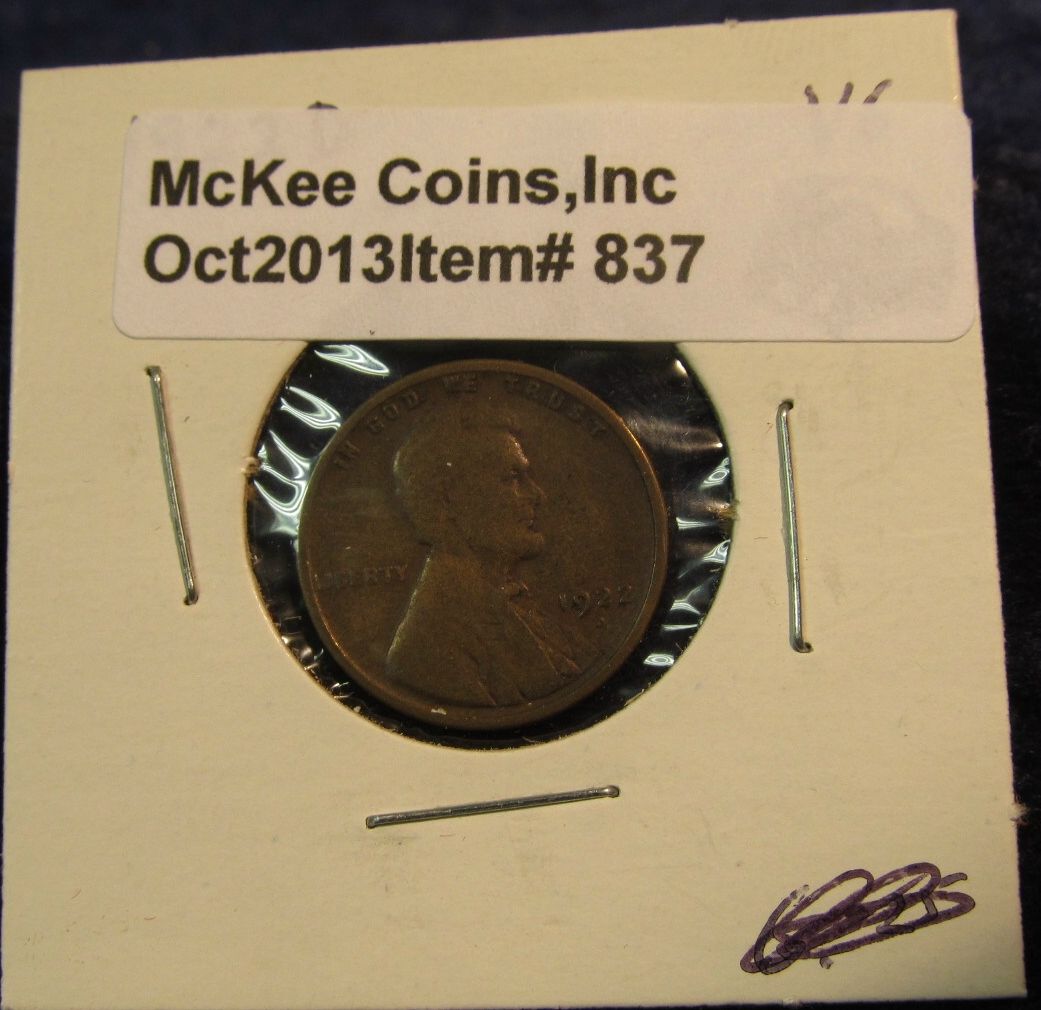 McKee Coins,Inc
Oct2013Item# 837
IN GOD WE TRUST
LIBERTY
1922